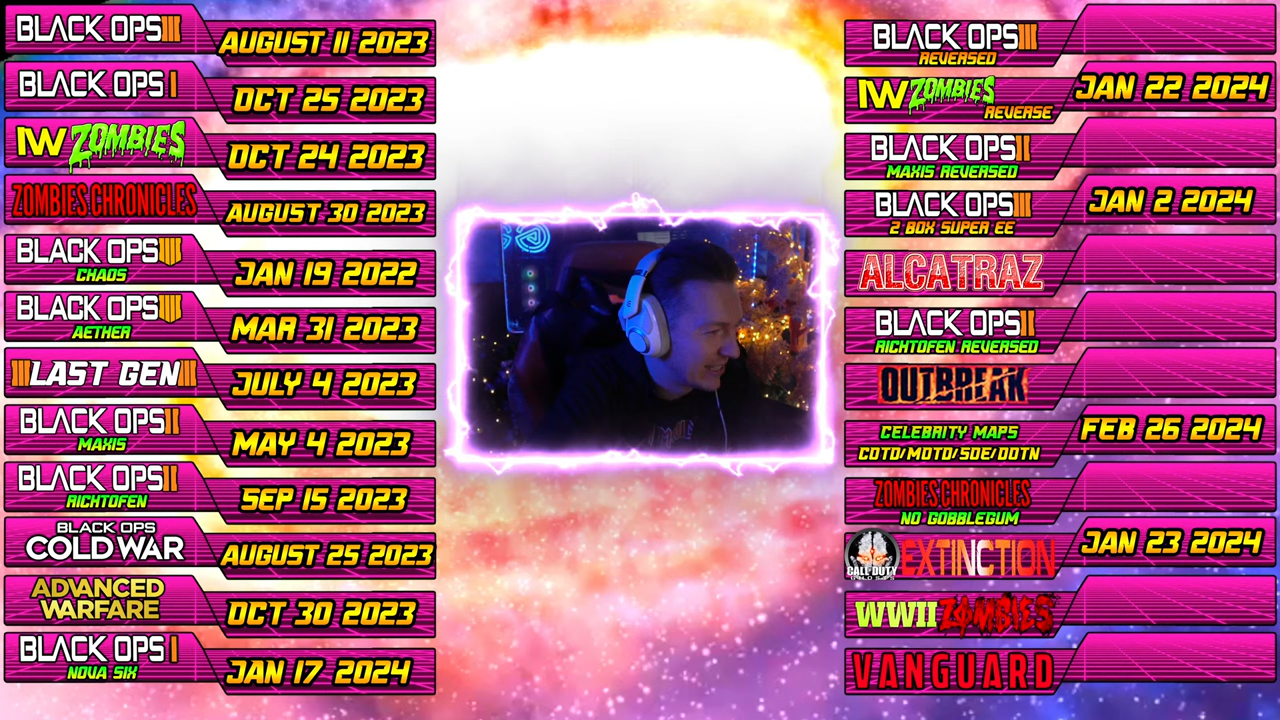 BLACK OPS IIII
AUGUST 11 2023
BLACK OPS I
OCT 25 2023
IW ZOMBIES
OCT 24 2023
ZOMBIES CHRONICLES
AUGUST 30 2023
BLACK OPS IIII
CHAOS
JAN 19 2022
BLACK OPS IIII
AETHER
MAR 31 2023
LAST GEN
JULY 4 2023
BLACK OPS II
MAXIS
MAY 4 2023
BLACK OPS II
RICHTOFEN
SEP 15 2023
BLACK OPS
COLD WAR
AUGUST 25 2023
ADVANCED
WARFARE
OCT 30 2023
BLACK OPS I
NOVA SIX
JAN 17 2024
BLACK OPS III
REVERSED
IW ZOMBIES
REVERSE
JAN 22 2024
BLACK OPS II
MAXIS REVERSED
BLACK OPS III
2 BOX SUPER EE
JAN 2 2024
ALCATRAZ
BLACK OPS II
RICHTOFEN REVERSED
OUTBREAK
CELEBRITY MAPS
COTD/MOTD/SOE/DOTN
FEB 26 2024
ZOMBIES CHRONICLES
NO GOBBLEGUM
CALL DUTY
EXTINCTION
JAN 23 2024
WWII ZOMBIES
VANGUARD